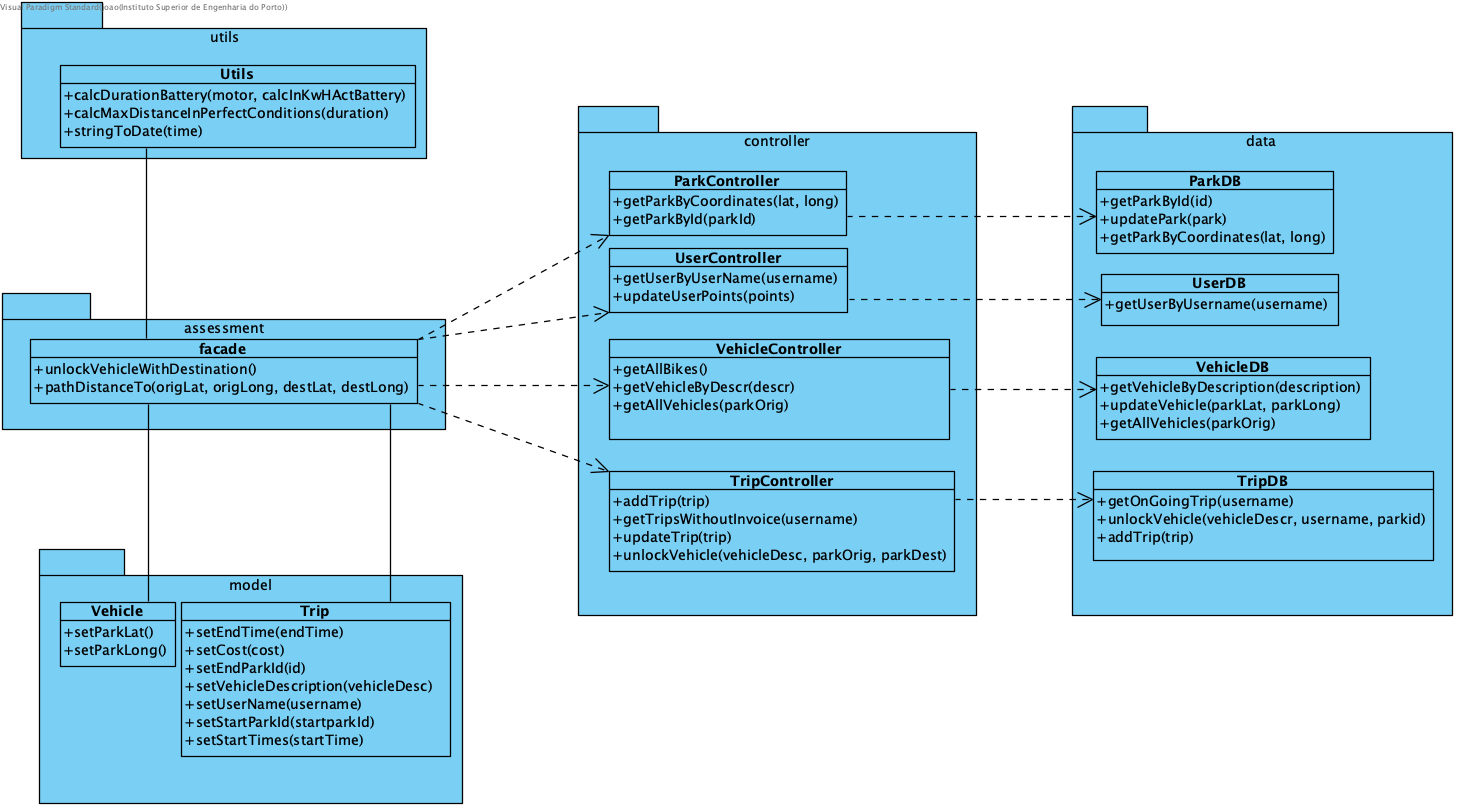 Visual Paradigm Standard(joao(Instituto Superior de Engenharia do Porto))
utils
Utils
+calcDurationBattery(motor, calcInKwHActBattery)
+calcMaxDistanceInPerfectConditions(duration)
+stringToDate(time)
assessment
facade
+unlockVehicleWithDestination()
+pathDistanceTo(origLat, origLong, destLat, destLong)
model
Vehicle
+setParkLat()
+setParkLong()
Trip
+setEndTime(endTime)
+setCost(cost)
+setEndParkId(id)
+setVehicleDescription(vehicleDesc)
+setUserName(username)
+setStartParkId(startparkId)
+setStartTimes(startTime)
controller
ParkController
+getParkByCoordinates(lat, long)
+getParkById(parkId)
UserController
+getUserByUserName(username)
+updateUserPoints(points)
VehicleController
+getAllBikes()
+getVehicleByDescr(descr)
+getAllVehicles(parkOrig)
TripController
+addTrip(trip)
+getTripsWithoutInvoice(username)
+updateTrip(trip)
+unlockVehicle(vehicleDesc, parkOrig, parkDest)
data
ParkDB
+getParkById(id)
+updatePark(park)
+getParkByCoordinates(lat, long)
UserDB
+getUserByUsername(username)
VehicleDB
+getVehicleByDescription(description)
+updateVehicle(parkLat, parkLong)
+getAllVehicles(parkOrig)
TripDB
+getOnGoingTrip(username)
+unlockVehicle(vehicleDescr, username, parkid)
+addTrip(trip)